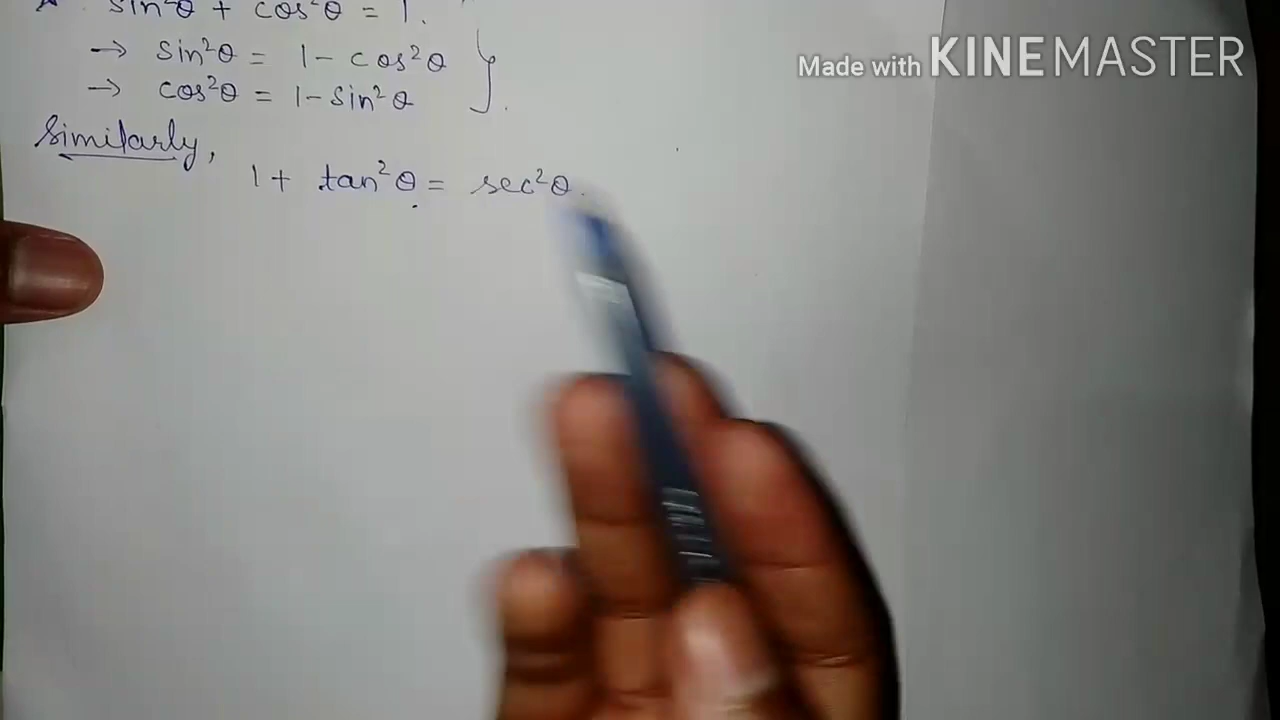 sin²θ + cos²θ = 1.
→ sin²θ = 1 - cos²θ
→ cos²θ = 1 - sin²θ
Similarly,
1 + tan²θ = sec²θ.
Made with KINEMASTER